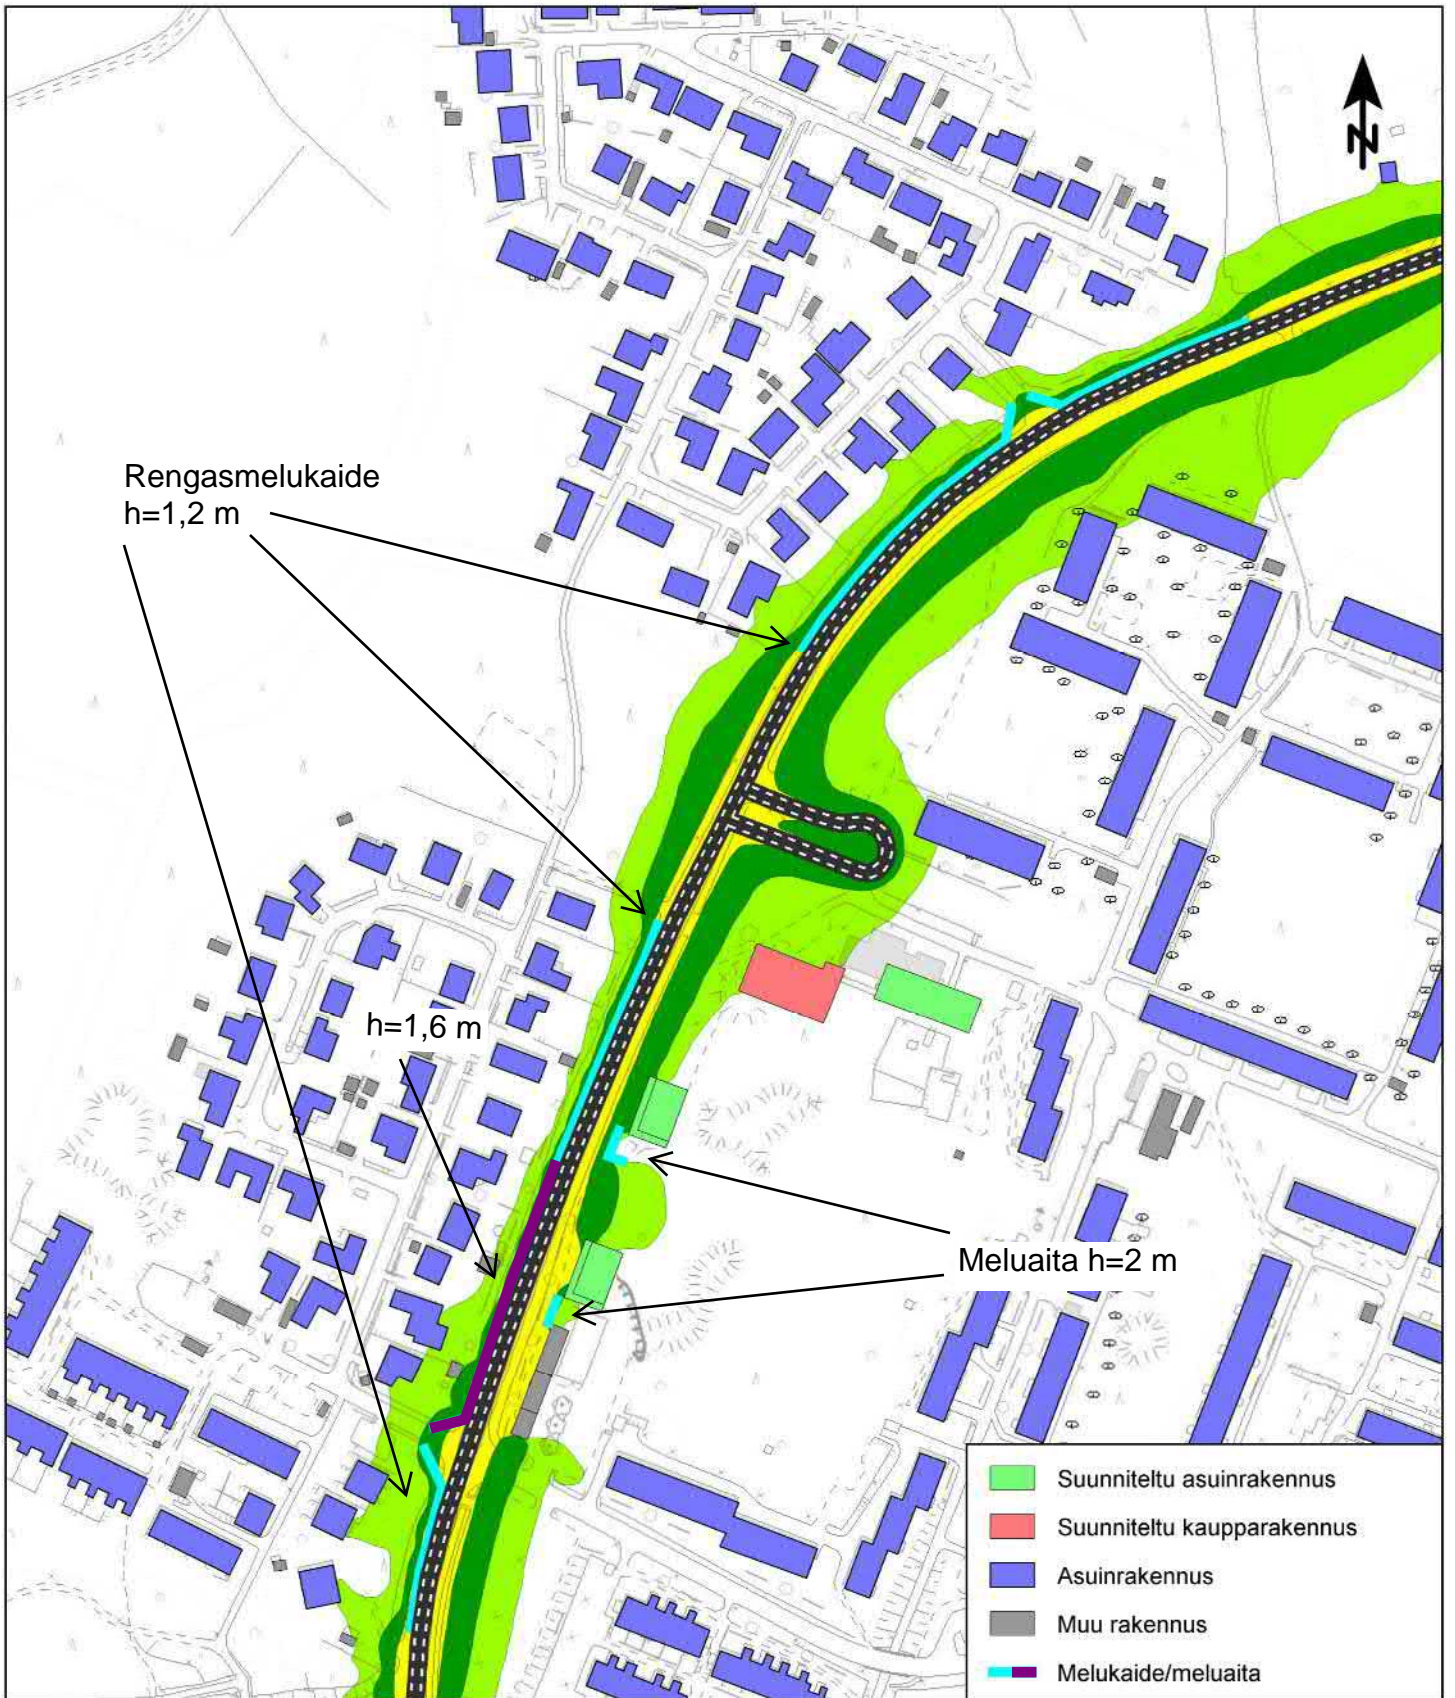 N
Rengasmelukaide
h=1,2 m
h=1,6 m
Meluaita h=2 m
Suunniteltu asuinrakennus
Suunniteltu kaupparakennus
Asuinrakennus
Muu rakennus
Melukaide/meluaita